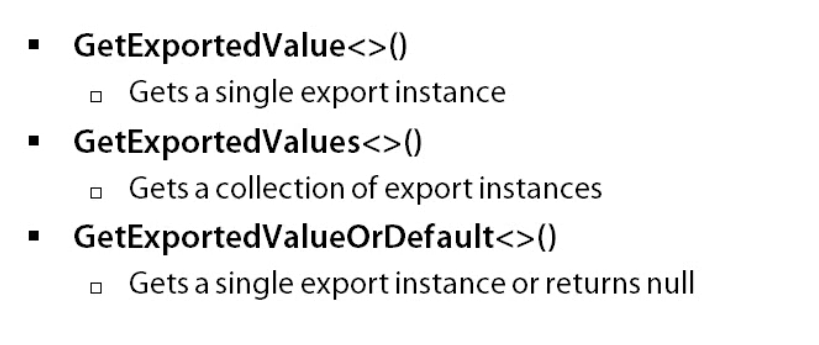 ▪ GetExportedValue<>()
▫ Gets a single export instance
▪ GetExportedValues<>()
▫ Gets a collection of export instances
▪ GetExportedValueOrDefault<>()
▫ Gets a single export instance or returns null